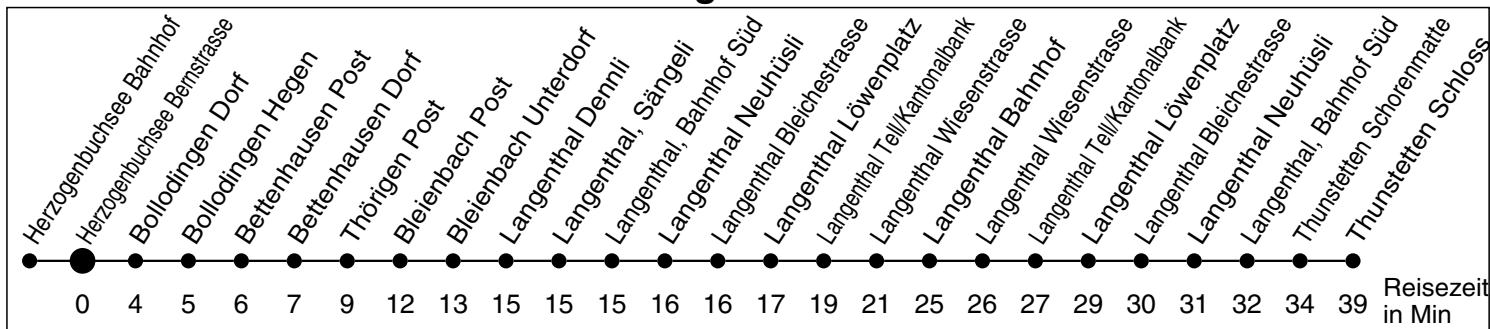 Herzogenbuchsee Bahnhof
Herzogenbuchsee Bernstrasse
Bollodingen Dorf
Bollodingen Hegen
Bettenhausen Post
Bettenhausen Dorf
Thörigen Post
Bleienbach Post
Bleienbach Unterdorf
Langenthal Dennli
Langenthal, Sängeli
Langenthal, Bahnhof Süd
Langenthal Neuhüsli
Langenthal Bleichestrasse
Langenthal Löwenplatz
Langenthal Tell/Kantonalbank
Langenthal Wiesenstrasse
Langenthal Bahnhof
Langenthal Wiesenstrasse
Langenthal Tell/Kantonalbank
Langenthal Löwenplatz
Langenthal Bleichestrasse
Langenthal Neuhüsli
Langenthal, Bahnhof Süd
Thunstetten Schorenmatte
Thunstetten Schloss
0 4 5 6 7 9 12 13 15 15 15 16 16 17 19 21 25 26 27 29 30 31 32 34 39
Reisezeit
in Min